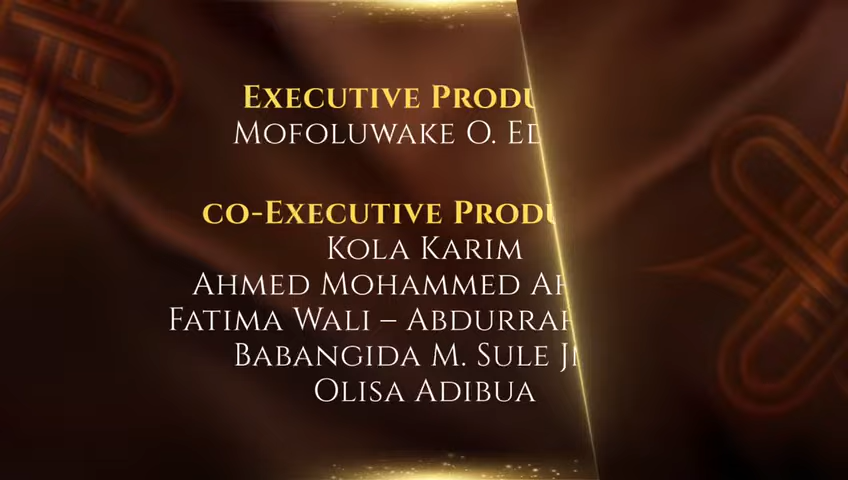 EXECUTIVE
MOFOLUWAKE O.
CO-EXECUTIVE
KOLA KARIM
AHMED MOHAMMED
FATIMA WALI –
BABANGIDA M. SULE
OLISA ADIBUA